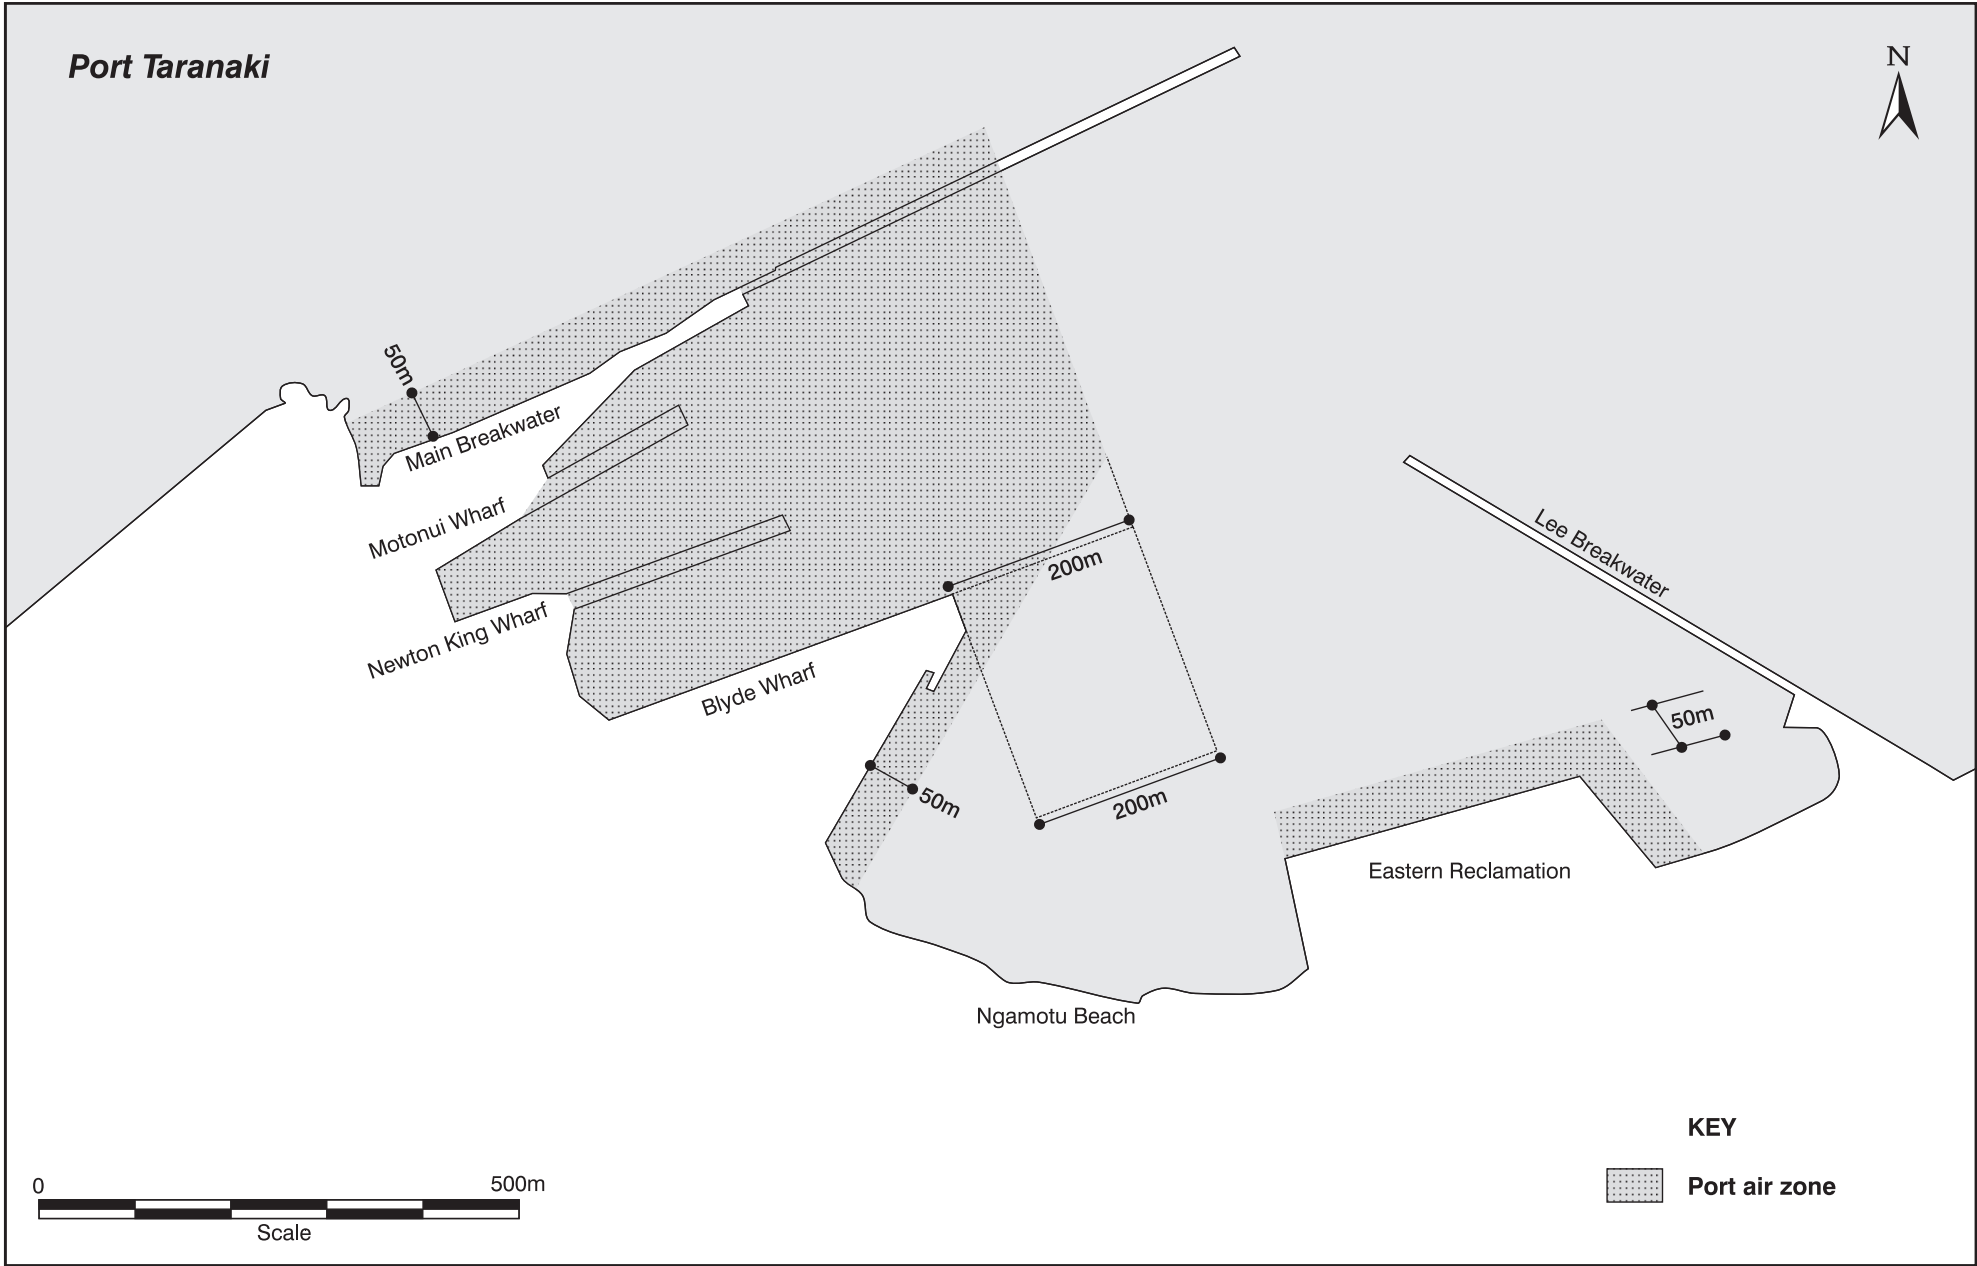 Port Taranaki
N
50m
Main Breakwater
Motonui Wharf
Newton King Wharf
Blyde Wharf
200m
Lee Breakwater
50m
50m
200m
Eastern Reclamation
Ngamotu Beach
KEY
Port air zone
0 500m
Scale